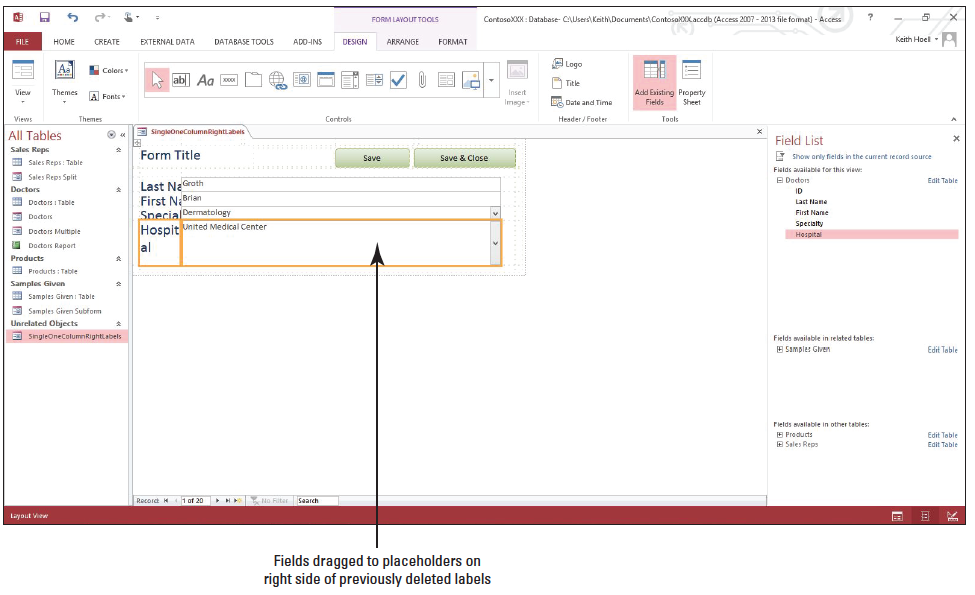 FORM LAYOUT TOOLS
ContosoXXX : Database- C:\Users\Keith\Documents\ContosoXXX.accdb (Access 2007 - 2013 file format) - Access
?
FILE HOME CREATE EXTERNAL DATA DATABASE TOOLS ADD-INS DESIGN ARRANGE FORMAT
Keith Hoell
View
Themes
Colors
Fonts
ab|
Aa
xxxx
Insert
Image
Logo
Title
Date and Time
Add Existing
Fields
Property
Sheet
Views Themes Controls Header / Footer Tools
All Tables
Sales Reps
Sales Reps : Table
Sales Reps Split
Doctors
Doctors : Table
Doctors
Doctors Multiple
Doctors Report
Products
Products : Table
Samples Given
Samples Given : Table
Samples Given Subform
Unrelated Objects
SingleOneColumnRightLabels
SingleOneColumnRightLabels
Form Title
Save
Save & Close
Last Na
Groth
First Na
Brian
Special
Dermatology
Hospit
al
United Medical Center
Record: 1 of 20 No Filter Search
Field List
Show only fields in the current record source
Fields available for this view:
Doctors Edit Table
ID
Last Name
First Name
Specialty
Hospital
Fields available in related tables:
Samples Given Edit Table
Fields available in other tables:
Products Edit Table
Sales Reps Edit Table
Layout View
Fields dragged to placeholders on
right side of previously deleted labels